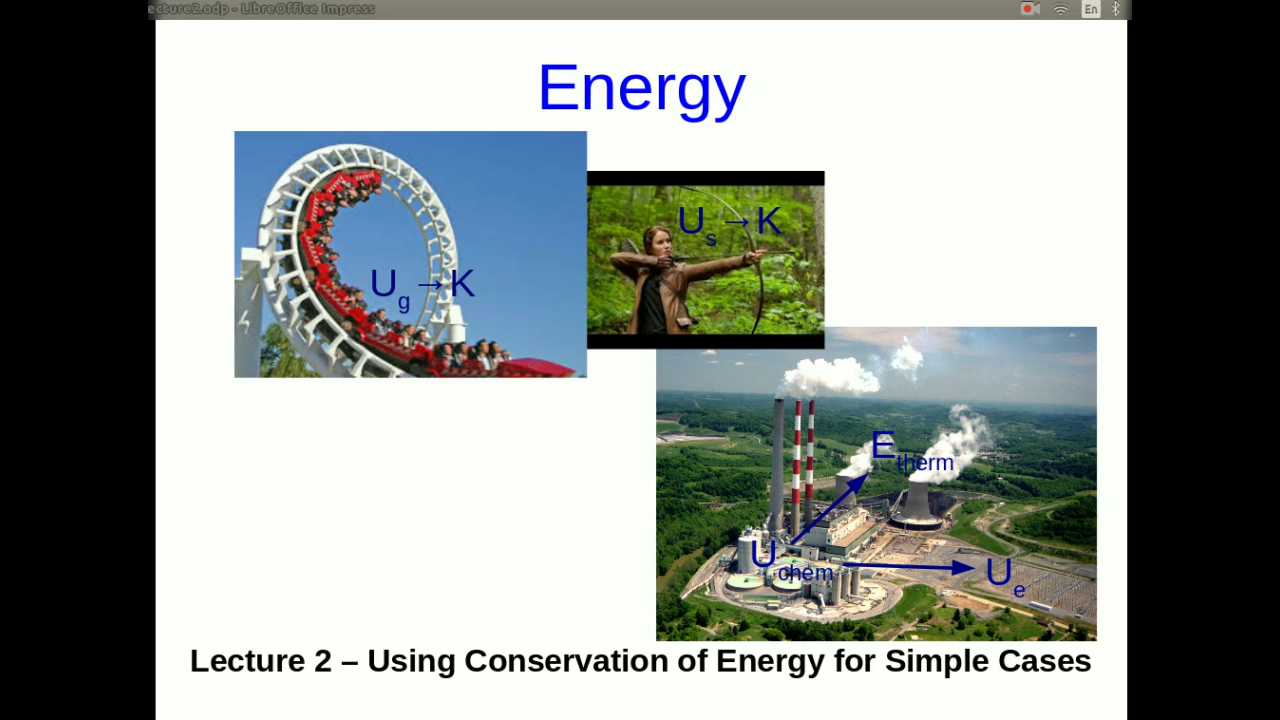 ecture2.odp - LibreOffice Impress
En
Energy
Us→K
Ug→K
Etherm
Uchem
Ue
Lecture 2 – Using Conservation of Energy for Simple Cases